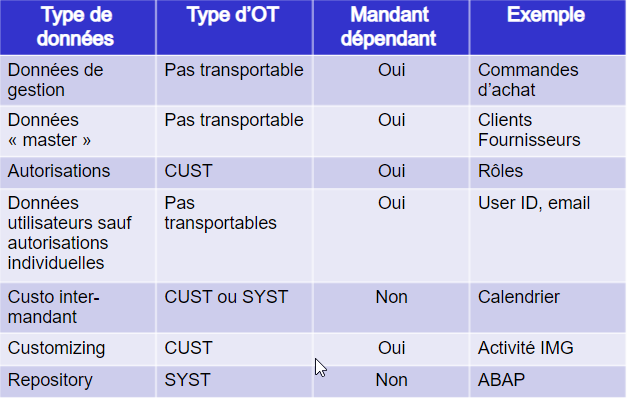 Type de données Type d'OT Mandant dépendant Exemple
Données de gestion Pas transportable Oui Commandes d'achat
Données « master » Pas transportable Oui Clients Fournisseurs
Autorisations CUST Oui Rôles
Données utilisateurs sauf autorisations individuelles Pas transportables Oui User ID, email
Custo inter-mandant CUST ou SYST Non Calendrier
Customizing CUST Oui Activité IMG
Repository SYST Non ABAP